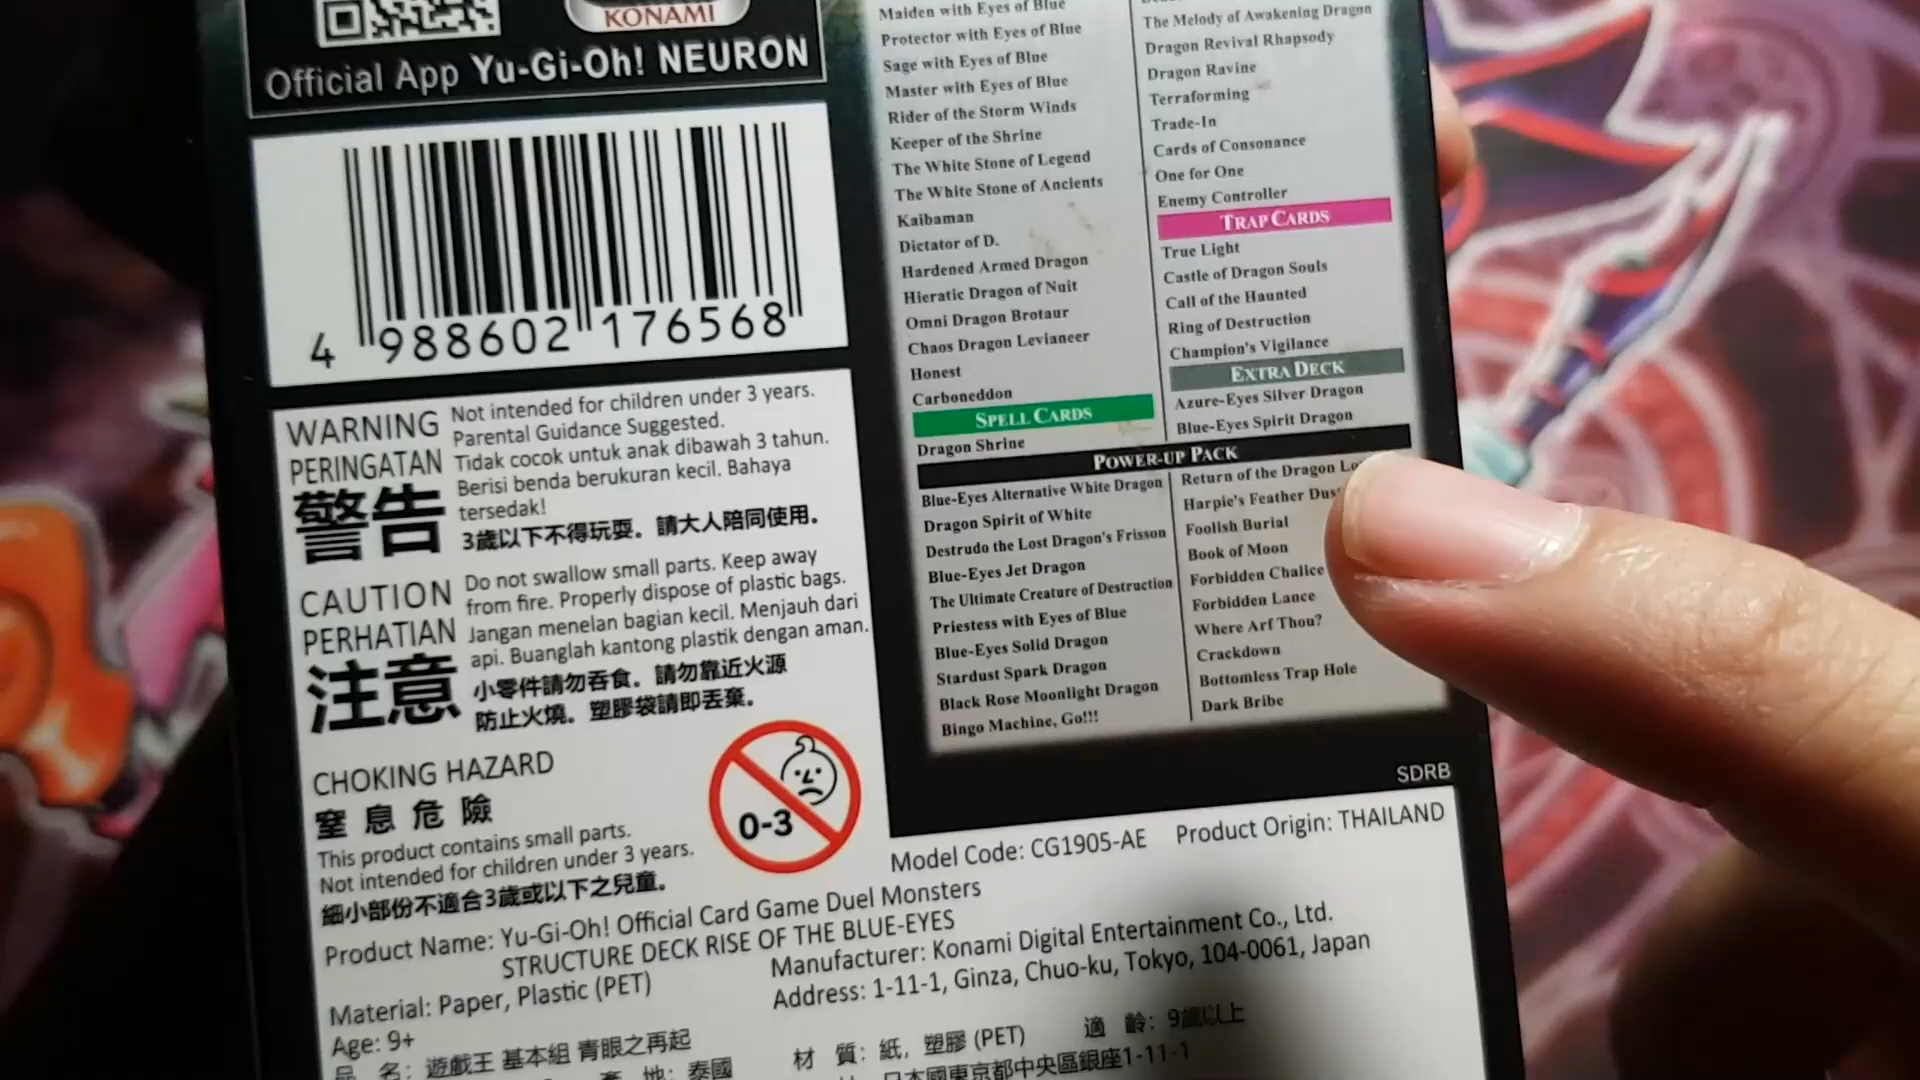 KONAMI
Official App Yu-Gi-Oh! NEURON
4 988602 176568
WARNING
PERINGATAN
警告
Not intended for children under 3 years.
Parental Guidance Suggested.
Tidak cocok untuk anak dibawah 3 tahun.
Berisi benda berukuran kecil. Bahaya
tersedak!
3歲以下不得玩耍。請大人陪同使用。
CAUTION
PERHATIAN
注意
Do not swallow small parts. Keep away
from fire. Properly dispose of plastic bags.
Jangan menelan bagian kecil. Menjauh dari
api. Buanglah kantong plastik dengan aman.
小零件請勿吞食。請勿靠近火源
防止火燒。塑膠袋請即丟棄。
CHOKING HAZARD
窒息危險
This product contains small parts.
Not intended for children under 3 years.
細小部份不適合3歲或以下之兒童。
0-3
Maiden with Eyes of Blue
Protector with Eyes of Blue
Sage with Eyes of Blue
Master with Eyes of Blue
Rider of the Storm Winds
Keeper of the Shrine
The White Stone of Legend
The White Stone of Ancients
Kaibaman
Dictator of D.
Hardened Armed Dragon
Hieratic Dragon of Nuit
Omni Dragon Brotaur
Chaos Dragon Levianeer
Honest
Carboneddon
SPELL CARDS
Dragon Shrine
The Melody of Awakening Dragon
Dragon Revival Rhapsody
Dragon Ravine
Terraforming
Trade-In
Cards of Consonance
One for One
Enemy Controller
TRAP CARDS
True Light
Castle of Dragon Souls
Call of the Haunted
Ring of Destruction
Champion's Vigilance
EXTRA DECK
Azure-Eyes Silver Dragon
Blue-Eyes Spirit Dragon
POWER-UP PACK
Blue-Eyes Alternative White Dragon
Dragon Spirit of White
Destrudo the Lost Dragon's Frisson
Blue-Eyes Jet Dragon
The Ultimate Creature of Destruction
Priestess with Eyes of Blue
Blue-Eyes Solid Dragon
Stardust Spark Dragon
Black Rose Moonlight Dragon
Bingo Machine, Go!!!
Return of the Dragon
Harpie's Feather
Foolish Burial
Book of Moon
Forbidden Chalice
Forbidden Lance
Where Arf Thou?
Crackdown
Bottomless Trap Hole
Dark Bribe
SDRB
Model Code: CG1905-AE Product Origin: THAILAND
Product Name: Yu-Gi-Oh! Official Card Game Duel Monsters
STRUCTURE DECK RISE OF THE BLUE-EYES
Material: Paper, Plastic (PET)
Manufacturer: Konami Digital Entertainment Co., Ltd.
Address: 1-11-1, Ginza, Chuo-ku, Tokyo, 104-0061, Japan
Age: 9+
品 名: 遊戲王 基本組 青眼之再起
材 質: 紙, 塑膠 (PET) 適 齡: 9歲以上
產 地: 泰國
日本國東京都中央區銀座1-11-1